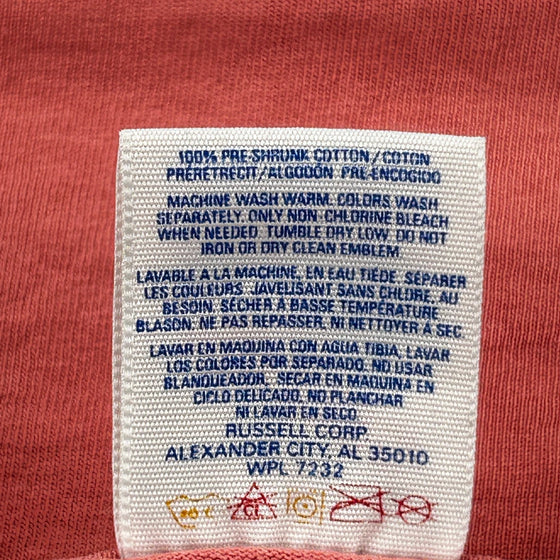 100% PRE-SHRUNK COTTON / COTON
PRÉRÉTRÉCIT/ALGODÓN PRE-ENCOGIDO
MACHINE WASH WARM. COLORS WASH
SEPARATELY. ONLY NON-CHLORINE BLEACH
WHEN NEEDED. TUMBLE DRY LOW. DO NOT
IRON OR DRY CLEAN EMBLEM
LAVABLE A LA MACHINE, EN EAU TIÈDE, SÉPARER
LES COULEURS. JAVELISANT SANS CHLORE, AU
BESOIN. SÉCHER À BASSE TEMPÉRATURE
BLASON: NE PAS REPASSER, NI NETTOYER À SEC.
LAVAR EN MAQUINA CON AGUA TIBIA, LAVAR
LOS COLORES POR SEPARADO. NO USAR
BLANQUEADOR. SECAR EN MAQUINA EN
CICLO DELICADO. NO PLANCHAR
NI LAVAR EN SECO
RUSSELL CORP.
ALEXANDER CITY, AL 35010
WPL 7232
CL